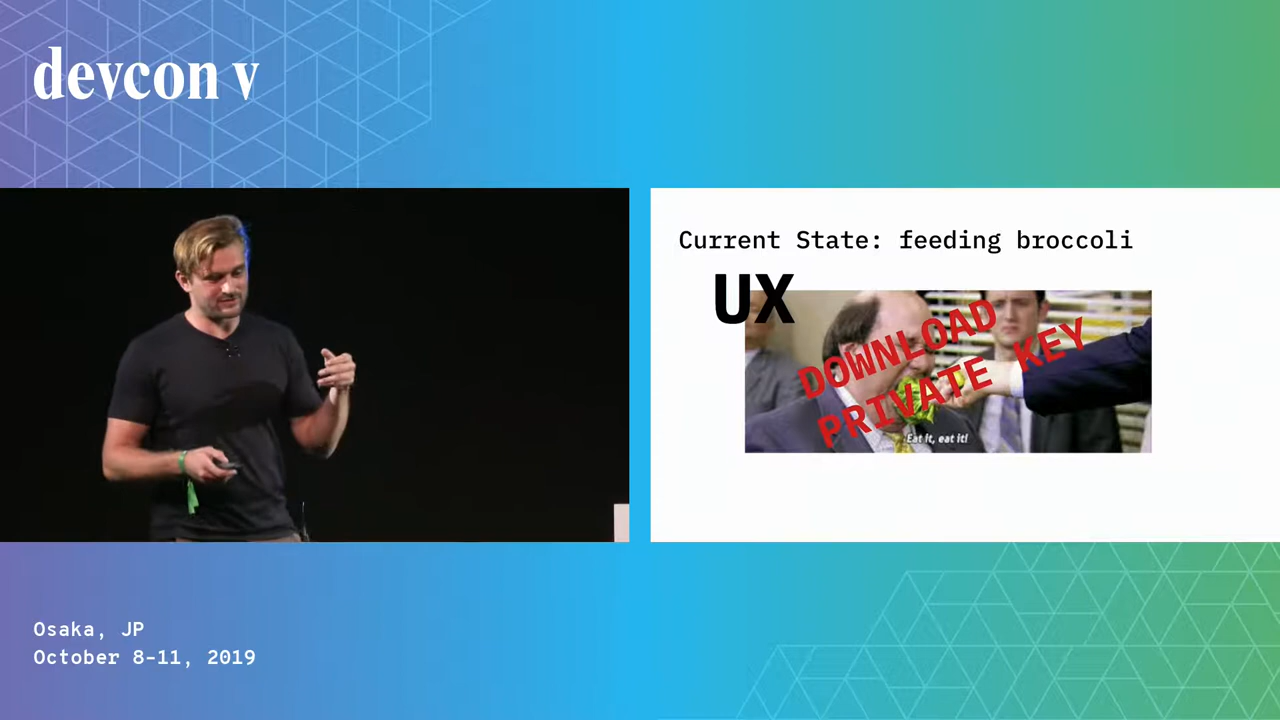 devcon v
Current State: feeding broccoli
UX
DOWNLOAD
PRIVATE KEY
Eat it, eat it!
Osaka, JP
October 8-11, 2019